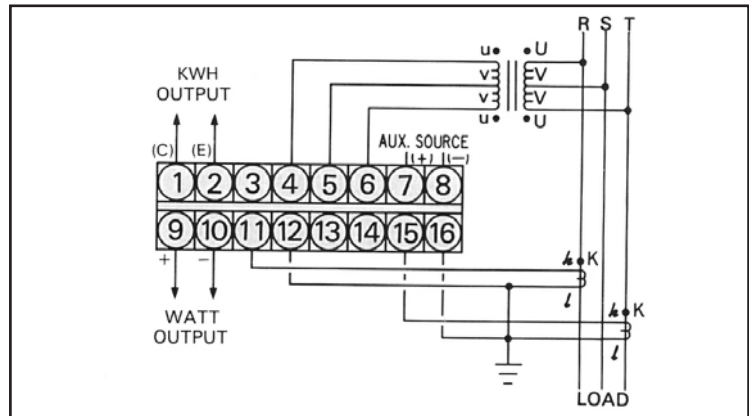 R S T
u U
KWH
OUTPUT
v V
v V
u U
(C) (E)
AUX. SOURCE
(+) (−)
1 2 3 4 5 6 7 8
9 10 11 12 13 14 15 16
+ −
WATT
OUTPUT
k K
l
k K
l
LOAD